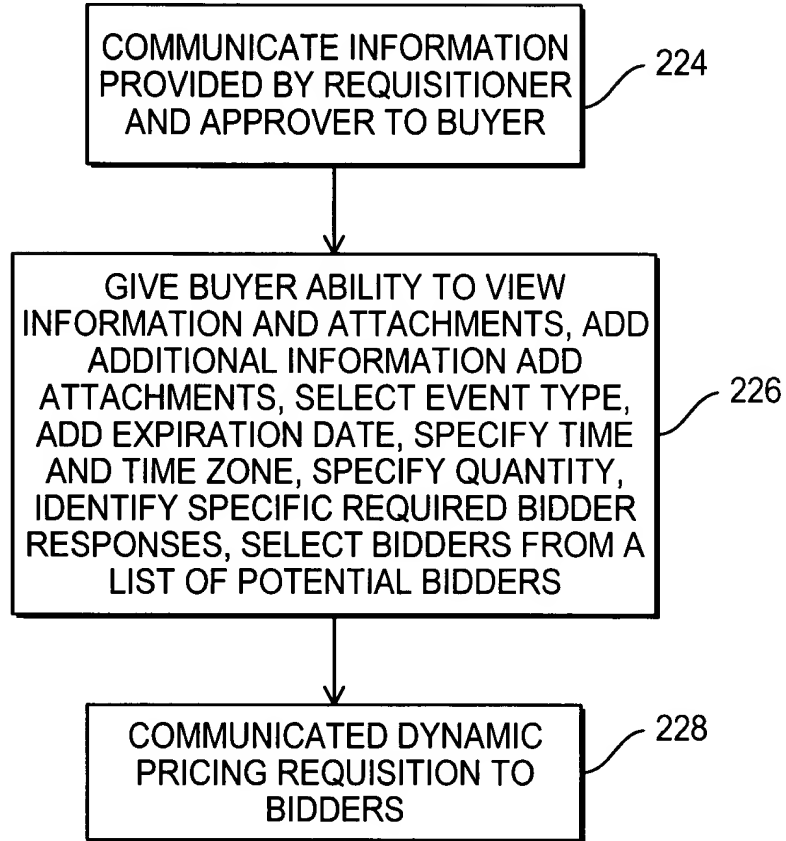 COMMUNICATE INFORMATION
PROVIDED BY REQUISITIONER
AND APPROVER TO BUYER
224
GIVE BUYER ABILITY TO VIEW
INFORMATION AND ATTACHMENTS, ADD
ADDITIONAL INFORMATION ADD
ATTACHMENTS, SELECT EVENT TYPE,
ADD EXPIRATION DATE, SPECIFY TIME
AND TIME ZONE, SPECIFY QUANTITY,
IDENTIFY SPECIFIC REQUIRED BIDDER
RESPONSES, SELECT BIDDERS FROM A
LIST OF POTENTIAL BIDDERS
226
COMMUNICATED DYNAMIC
PRICING REQUISITION TO
BIDDERS
228